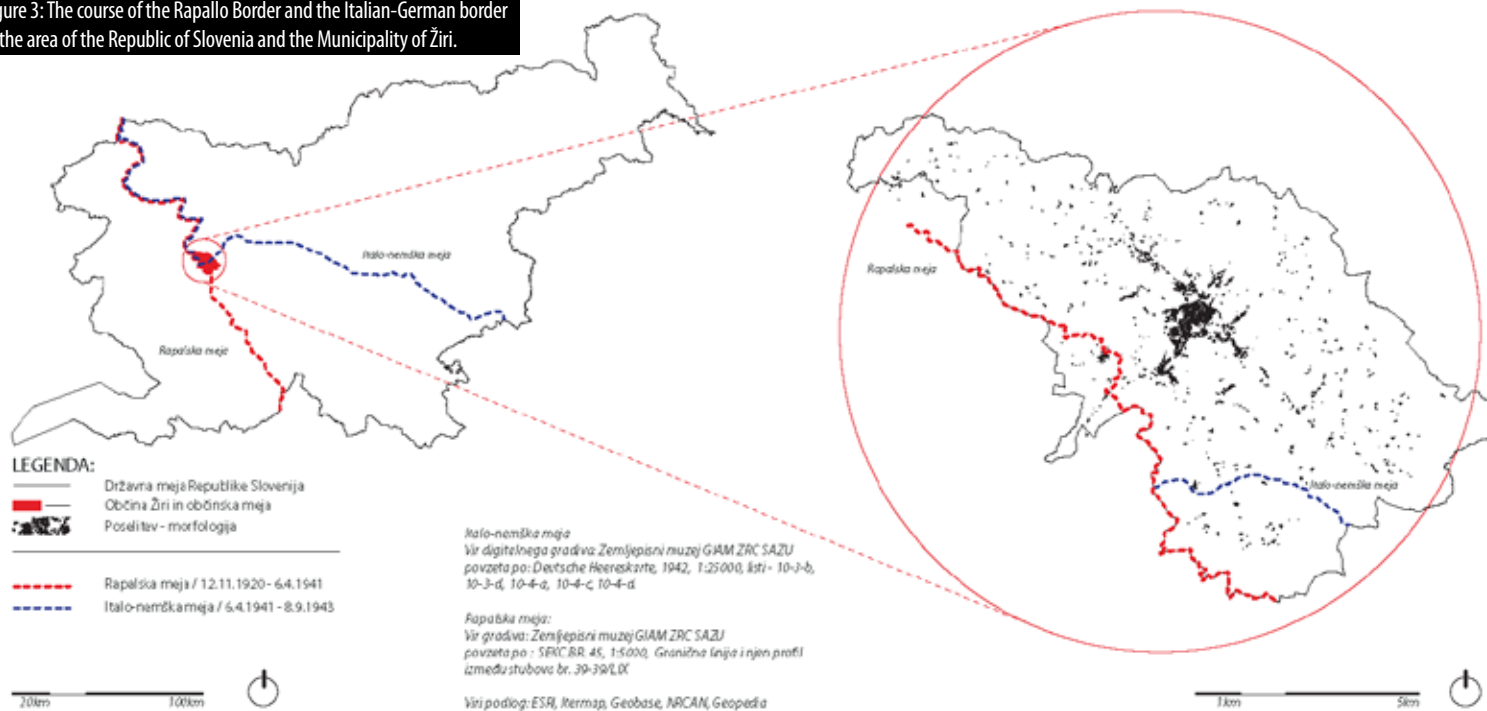 gure 3: The course of the Rapallo Border and the Italian-German border
the area of the Republic of Slovenia and the Municipality of Žiri.
Italo-nemška meja
Rapalska meja
Rapalska meja
Italo-nemška meja
LEGENDA:
Državna meja Republike Slovenija
Občina Žiri in občinska meja
Poselitev - morfologija
Rapalska meja / 12.11.1920 - 6.4.1941
Italo-nemška meja / 6.4.1941 - 8.9.1943
Italo-nemška meja
Vir digitalnega gradiva: Zemljepisni muzej GIAM ZRC SAZU
povzeto po: Deutsche Heereskarte, 1942, 1:25000, listi - 10-3-b,
10-3-d, 10-4-a, 10-4-c, 10-4-d.
Rapalska meja:
Vir gradiva: Zemljepisni muzej GIAM ZRC SAZU
povzeto po : SEKC.BR. 45, 1:5000, Granična linija i njen profil
između stubova br. 39-39/LIX
Viri podlog: ESRI, Itermap, Geobase, NRCAN, Geopedia
20km 100km
1km 5km